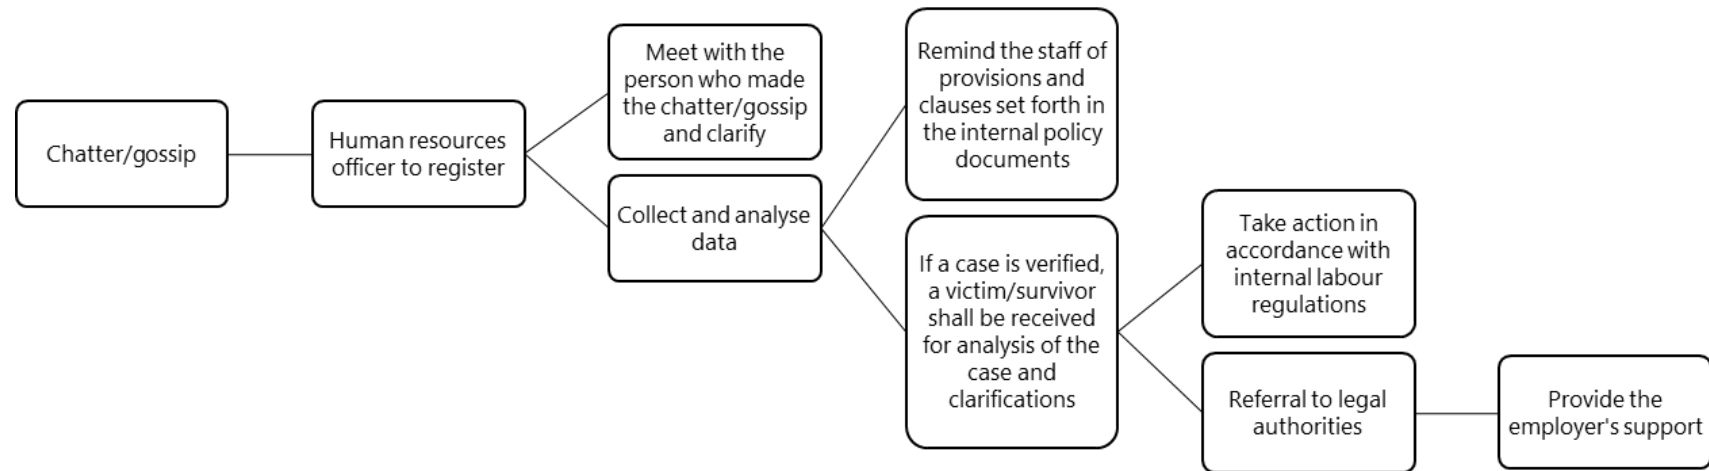 Chatter/gossip
Human resources
officer to register
Meet with the
person who made
the chatter/gossip
and clarify
Collect and analyse
data
Remind the staff of
provisions and
clauses set forth in
the internal policy
documents
If a case is verified,
a victim/survivor
shall be received
for analysis of the
case and
clarifications
Take action in
accordance with
internal labour
regulations
Referral to legal
authorities
Provide the
employer's support